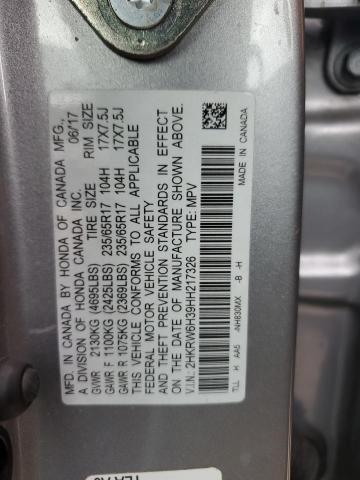 MFD. IN CANADA BY HONDA OF CANADA MFG., 06/17
A DIVISION OF HONDA CANADA INC.
TIRE SIZE RIM SIZE
GVWR 2130KG (4695LBS)
GAWR F 1100KG (2425LBS) 235/65R17 104H 17X7.5J
GAWR R 1075KG (2369LBS) 235/65R17 104H 17X7.5J
THIS VEHICLE CONFORMS TO ALL APPLICABLE
FEDERAL MOTOR VEHICLE SAFETY
AND THEFT PREVENTION STANDARDS IN EFFECT
ON THE DATE OF MANUFACTURE SHOWN ABOVE.
V.I.N.: 2HKRW6H39HH217326 TYPE: MPV
TLL H AA5 NH830MX -B -H
MADE IN CANADA